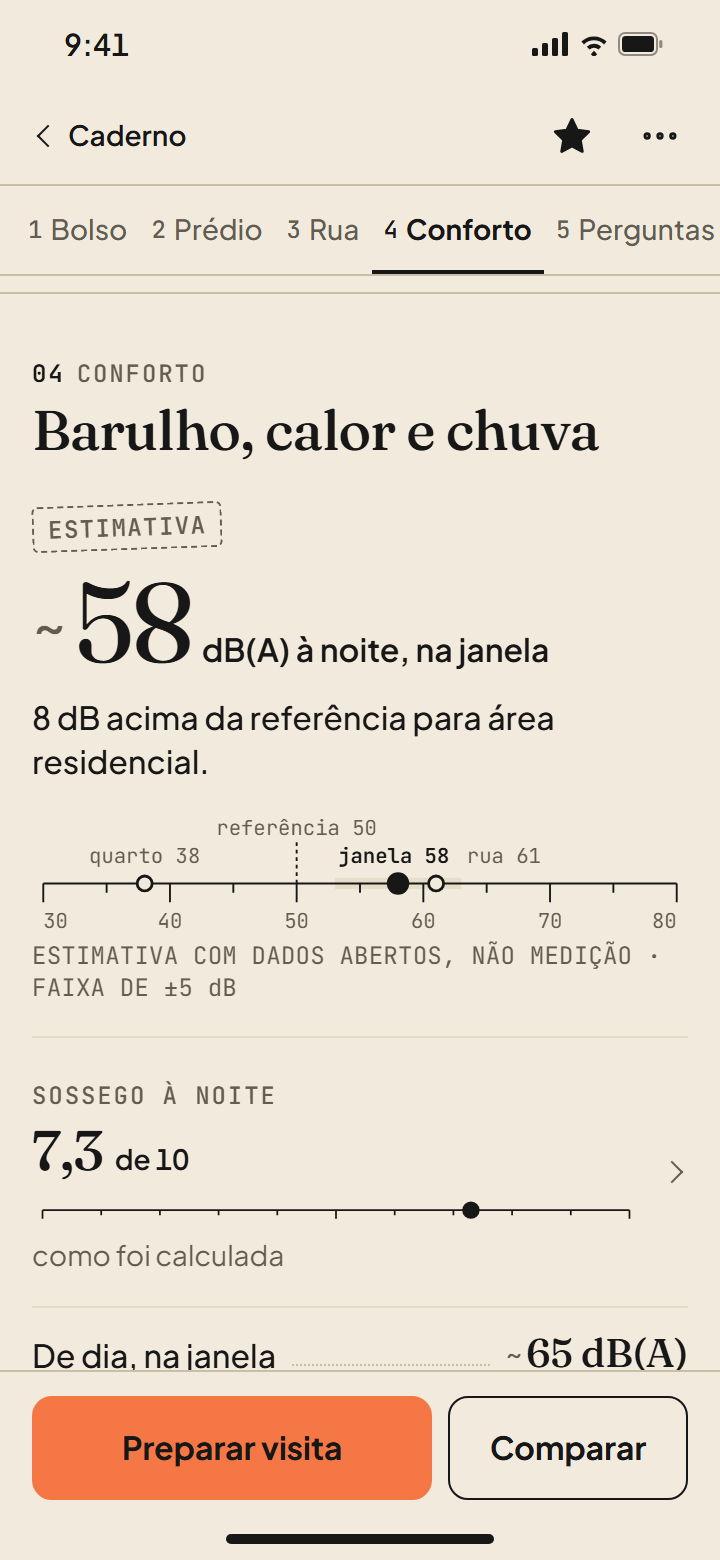 9:41
Caderno
1 Bolso 2 Prédio 3 Rua 4 Conforto 5 Perguntas
04 CONFORTO
Barulho, calor e chuva
ESTIMATIVA
~58 dB(A) à noite, na janela
8 dB acima da referência para área
residencial.
referência 50
quarto 38 janela 58 rua 61
30 40 50 60 70 80
ESTIMATIVA COM DADOS ABERTOS, NÃO MEDIÇÃO ·
FAIXA DE ±5 dB
SOSSEGO À NOITE
7,3 de 10
como foi calculada
De dia, na janela ~65 dB(A)
Preparar visita Comparar